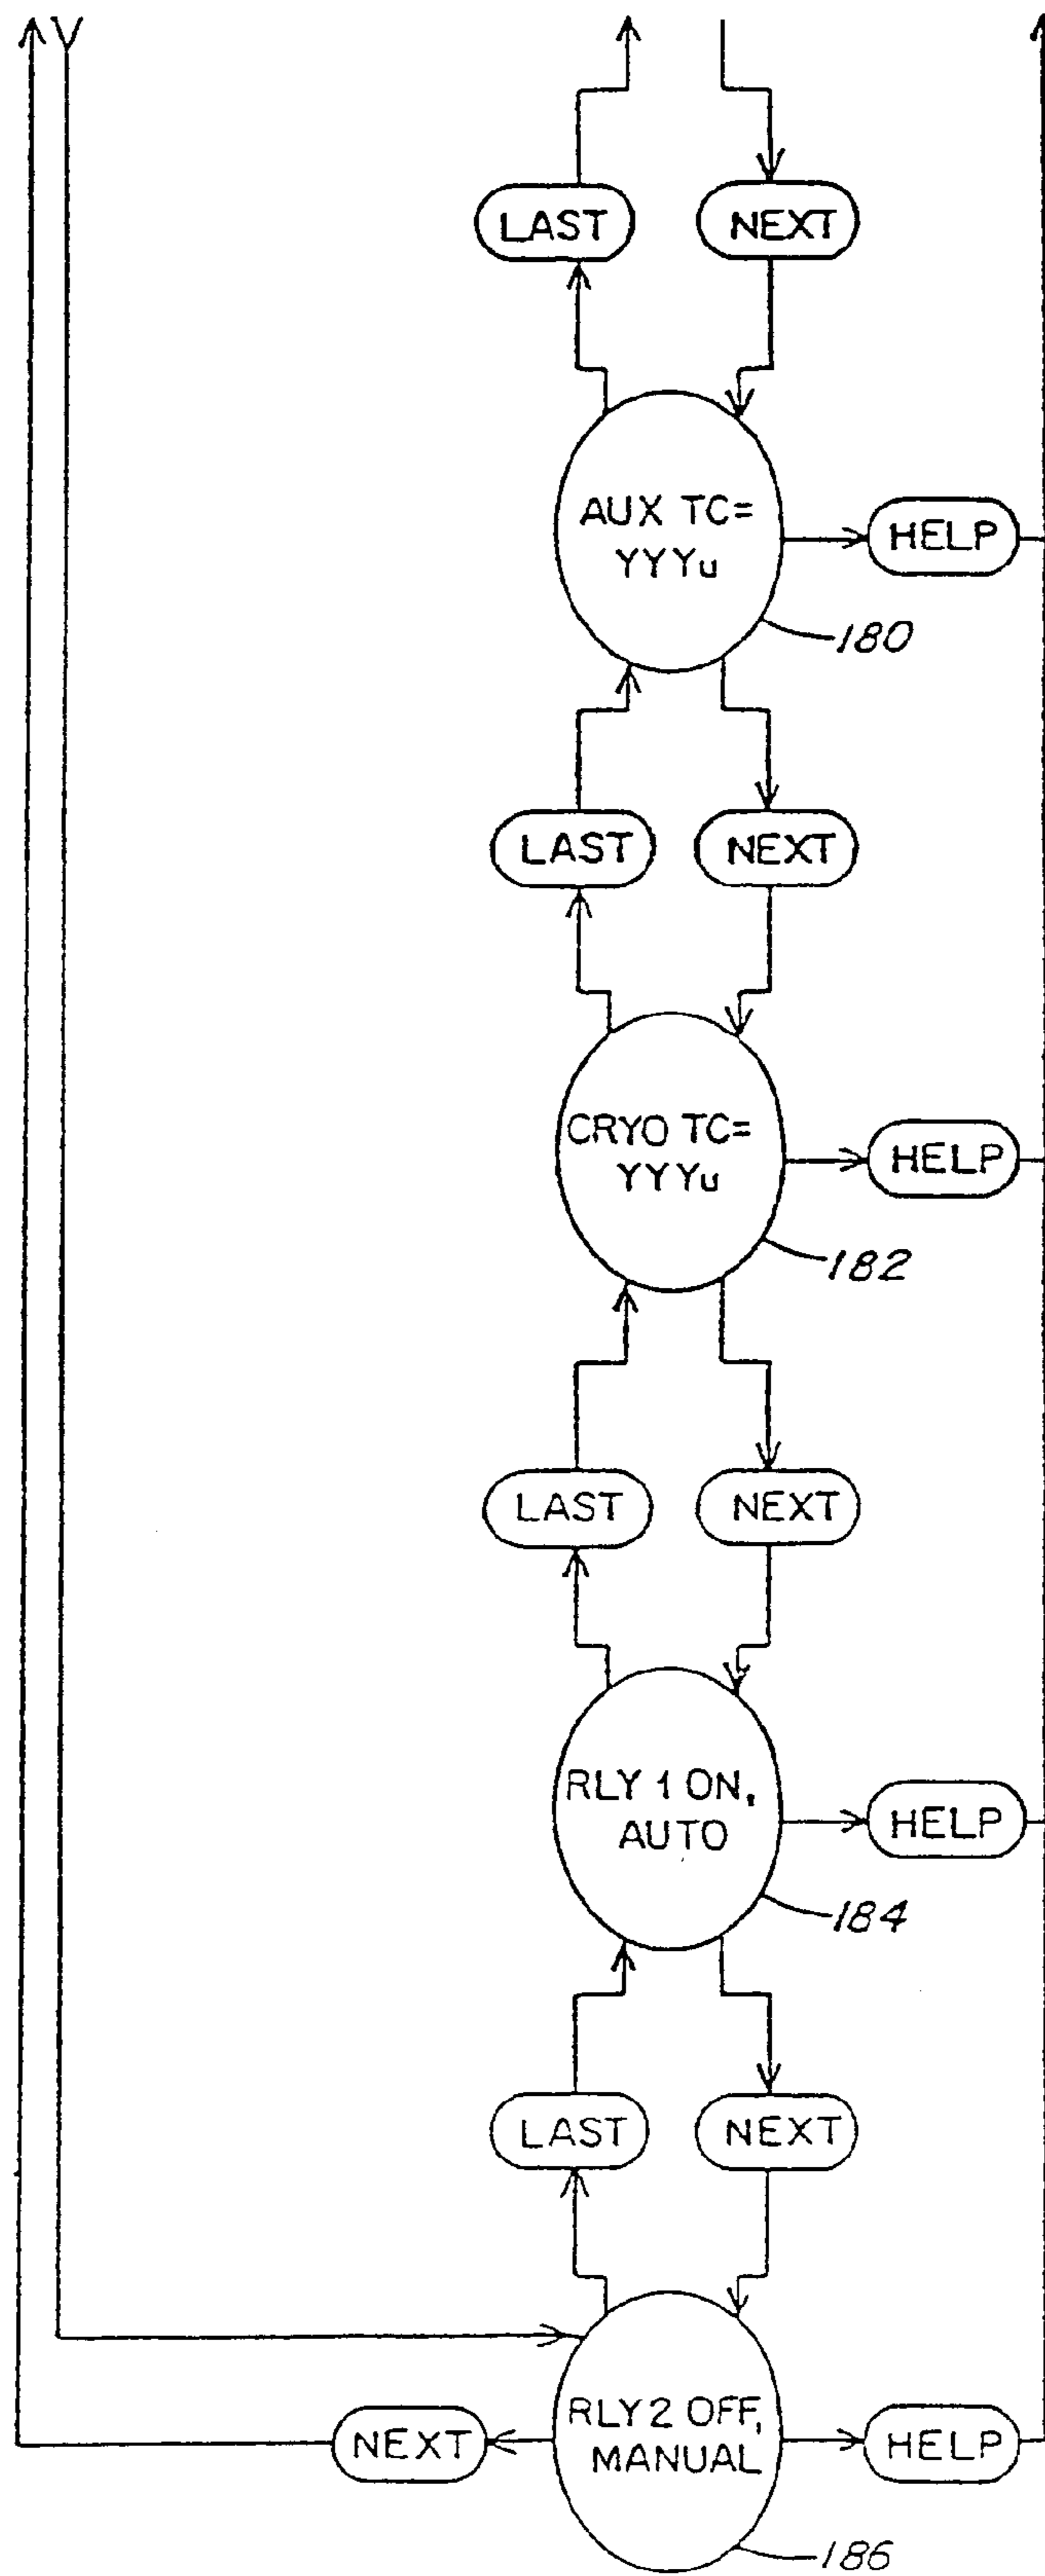 LAST NEXT
AUX TC=
YYYu
HELP
180
LAST NEXT
CRYO TC=
YYYu
HELP
182
LAST NEXT
RLY 1 ON,
AUTO
HELP
184
LAST NEXT
RLY 2 OFF,
MANUAL
NEXT
HELP
186